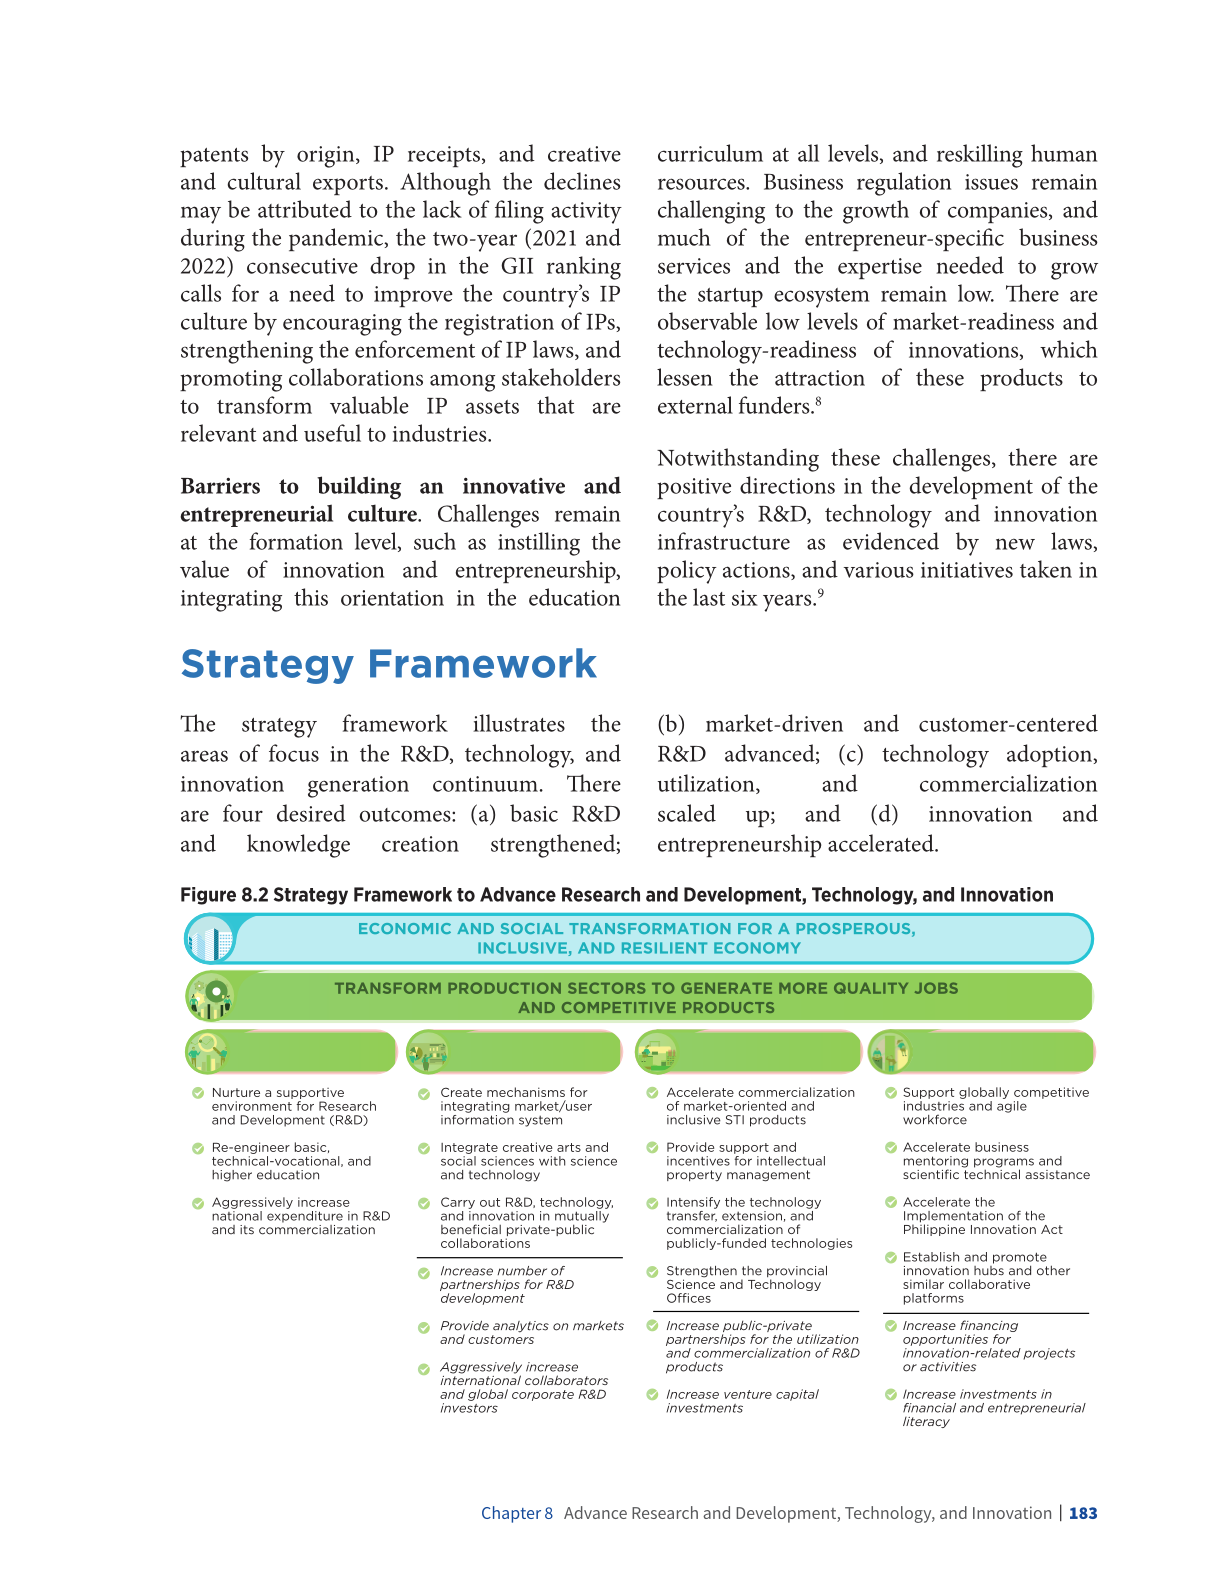 patents by origin, IP receipts, and creative
and cultural exports. Although the declines
may be attributed to the lack of filing activity
during the pandemic, the two-year (2021 and
2022) consecutive drop in the GII ranking
calls for a need to improve the country’s IP
culture by encouraging the registration of IPs,
strengthening the enforcement of IP laws, and
promoting collaborations among stakeholders
to transform valuable IP assets that are
relevant and useful to industries.
Barriers to building an innovative and
entrepreneurial culture. Challenges remain
at the formation level, such as instilling the
value of innovation and entrepreneurship,
integrating this orientation in the education
curriculum at all levels, and reskilling human
resources. Business regulation issues remain
challenging to the growth of companies, and
much of the entrepreneur-specific business
services and the expertise needed to grow
the startup ecosystem remain low. There are
observable low levels of market-readiness and
technology-readiness of innovations, which
lessen the attraction of these products to
external funders.⁸
Notwithstanding these challenges, there are
positive directions in the development of the
country’s R&D, technology and innovation
infrastructure as evidenced by new laws,
policy actions, and various initiatives taken in
the last six years.⁹
Strategy Framework
The strategy framework illustrates the
areas of focus in the R&D, technology, and
innovation generation continuum. There
are four desired outcomes: (a) basic R&D
and knowledge creation strengthened;
(b) market-driven and customer-centered
R&D advanced; (c) technology adoption,
utilization, and commercialization
scaled up; and (d) innovation and
entrepreneurship accelerated.
Figure 8.2 Strategy Framework to Advance Research and Development, Technology, and Innovation
ECONOMIC AND SOCIAL TRANSFORMATION FOR A PROSPEROUS,
INCLUSIVE, AND RESILIENT ECONOMY
TRANSFORM PRODUCTION SECTORS TO GENERATE MORE QUALITY JOBS
AND COMPETITIVE PRODUCTS
Nurture a supportive
environment for Research
and Development (R&D)
Re-engineer basic,
technical-vocational, and
higher education
Aggressively increase
national expenditure in R&D
and its commercialization
Create mechanisms for
integrating market/user
information system
Integrate creative arts and
social sciences with science
and technology
Carry out R&D, technology,
and innovation in mutually
beneficial private-public
collaborations
Increase number of
partnerships for R&D
development
Provide analytics on markets
and customers
Aggressively increase
international collaborators
and global corporate R&D
investors
Accelerate commercialization
of market-oriented and
inclusive STI products
Provide support and
incentives for intellectual
property management
Intensify the technology
transfer, extension, and
commercialization of
publicly-funded technologies
Strengthen the provincial
Science and Technology
Offices
Increase public-private
partnerships for the utilization
and commercialization of R&D
products
Increase venture capital
investments
Support globally competitive
industries and agile
workforce
Accelerate business
mentoring programs and
scientific technical assistance
Accelerate the
Implementation of the
Philippine Innovation Act
Establish and promote
innovation hubs and other
similar collaborative
platforms
Increase financing
opportunities for
innovation-related projects
or activities
Increase investments in
financial and entrepreneurial
literacy
Chapter 8 Advance Research and Development, Technology, and Innovation | 183